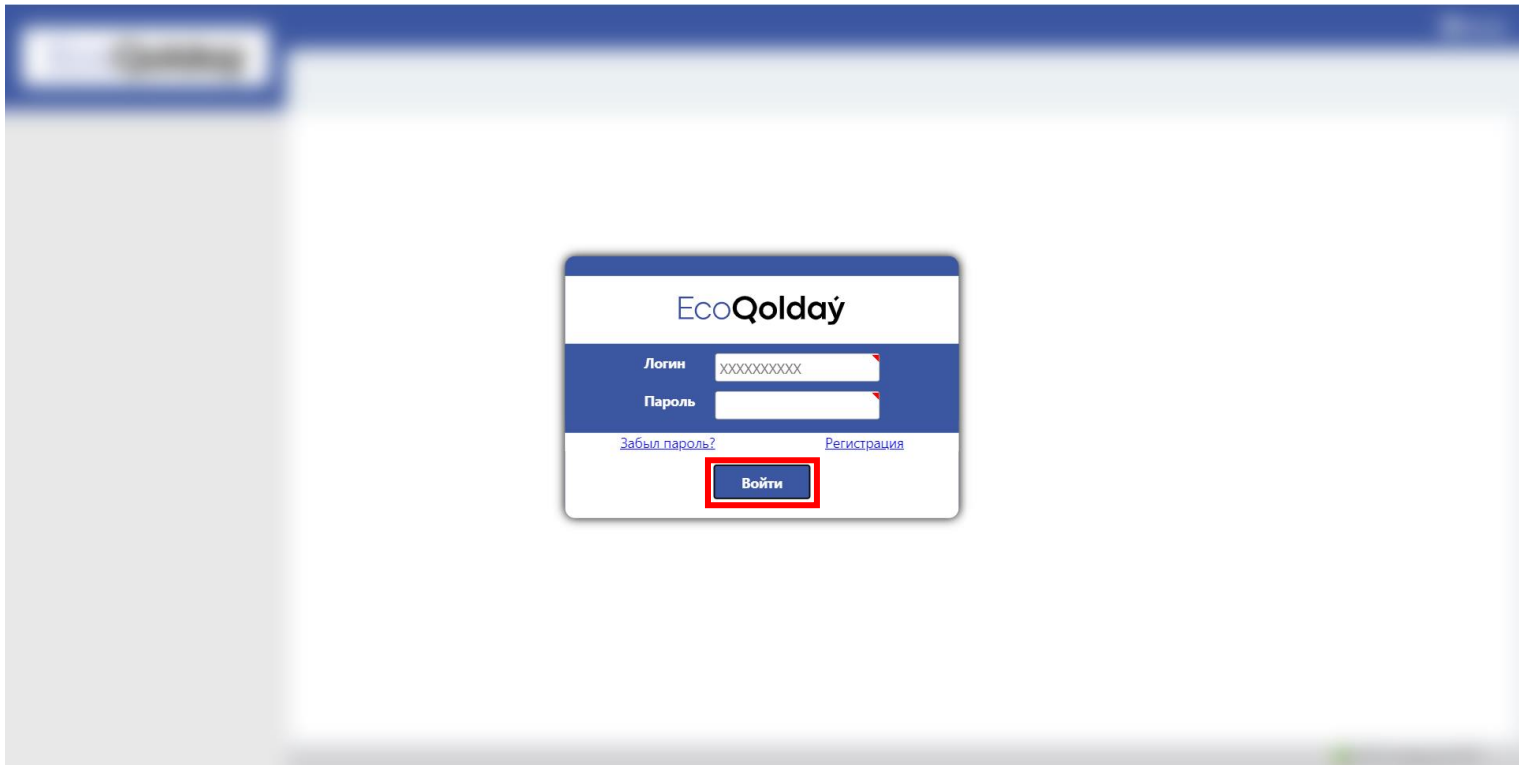 EcoQoldaý
Логин XXXXXXXXXX
Пароль
Забыл пароль? Регистрация
Войти